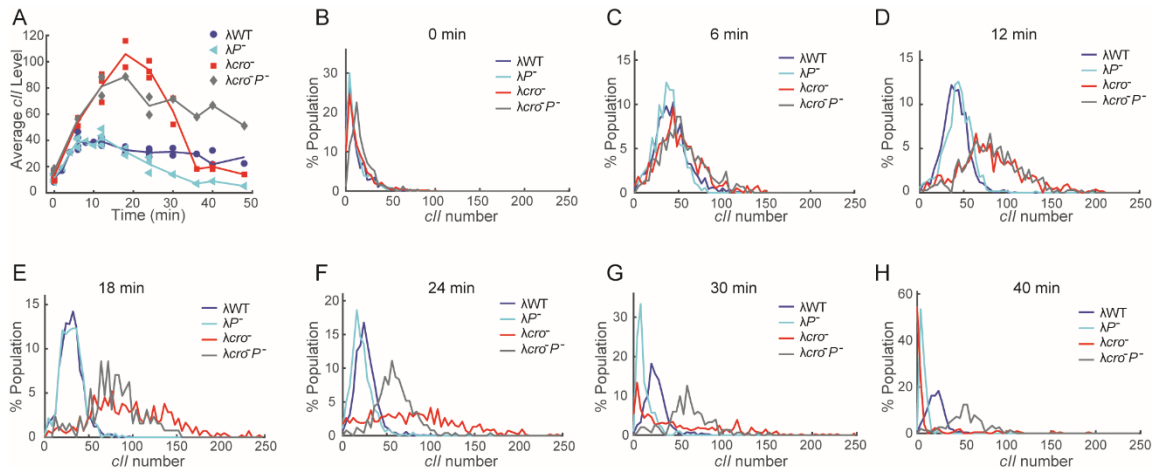 A
Average cII Level
120
100
80
60
40
20
0
0 10 20 30 40 50
Time (min)
λWT
λP⁻
λcro⁻
λcro⁻P⁻
B
0 min
% Population
30
20
10
0
0 50 100 150 200 250
cII number
λWT
λP⁻
λcro⁻
λcro⁻P⁻
C
6 min
% Population
15
10
5
0
0 50 100 150 200 250
cII number
λWT
λP⁻
λcro⁻
λcro⁻P⁻
D
12 min
% Population
15
10
5
0
0 50 100 150 200 250
cII number
λWT
λP⁻
λcro⁻
λcro⁻P⁻
E
18 min
% Population
15
10
5
0
0 50 100 150 200 250
cII number
λWT
λP⁻
λcro⁻
λcro⁻P⁻
F
24 min
% Population
20
15
10
5
0
0 50 100 150 200 250
cII number
λWT
λP⁻
λcro⁻
λcro⁻P⁻
G
30 min
% Population
30
20
10
0
0 50 100 150 200 250
cII number
λWT
λP⁻
λcro⁻
λcro⁻P⁻
H
40 min
% Population
60
40
20
0
0 50 100 150 200 250
cII number
λWT
λP⁻
λcro⁻
λcro⁻P⁻